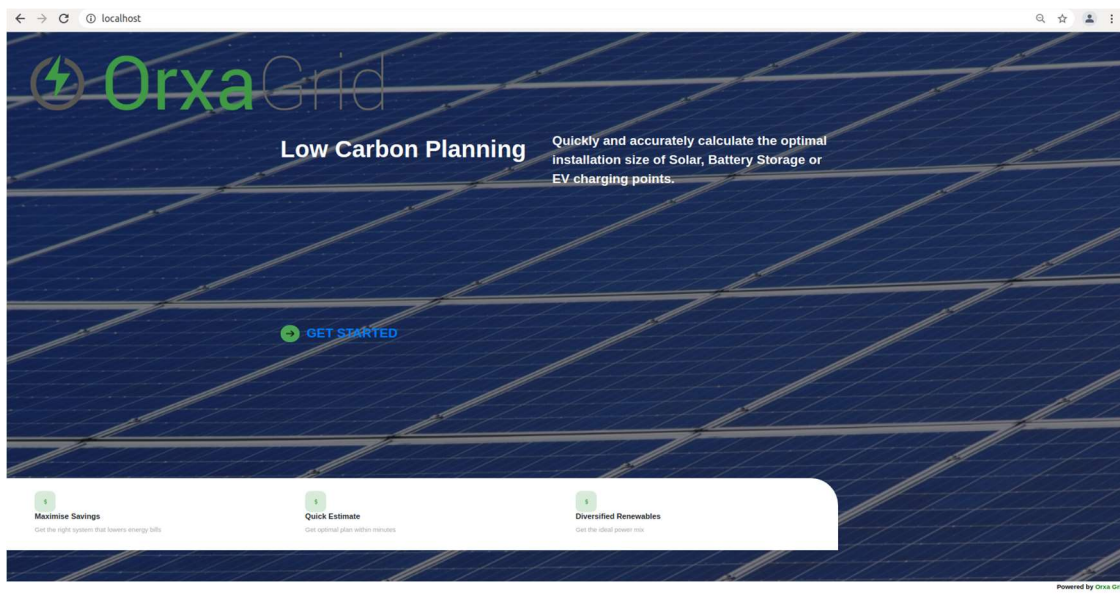 localhost
OrxaGrid
Low Carbon Planning
Quickly and accurately calculate the optimal
installation size of Solar, Battery Storage or
EV charging points.
GET STARTED
$ $ $
Maximise Savings Quick Estimate Diversified Renewables
Get the right system that lowers energy bills Get optimal plan within minutes Get the ideal power mix
Powered by Orxa Gr